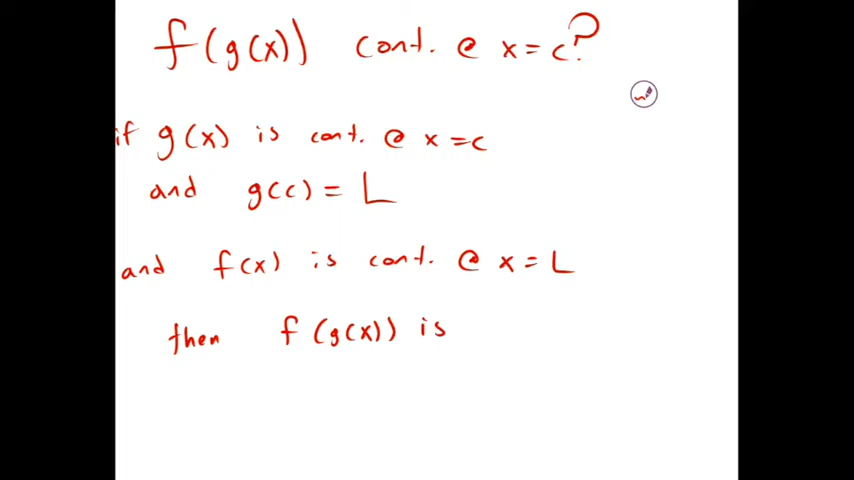 f(g(x)) cont. @ x=c?
if g(x) is cont. @ x=c
and g(c) = L
and f(x) is cont. @ x=L
then f(g(x)) is